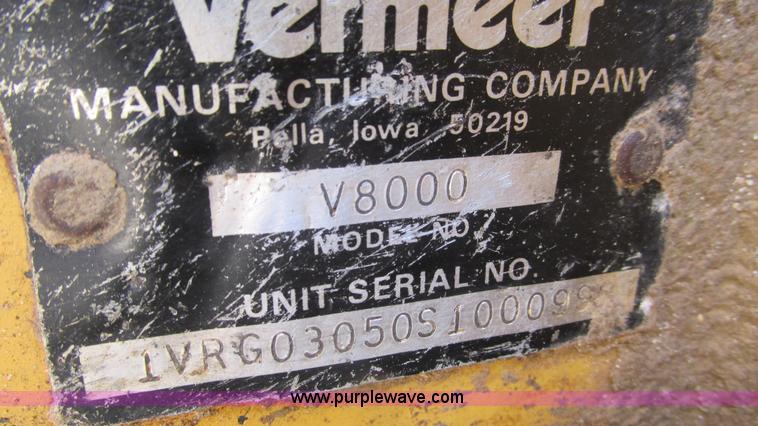 Vermeer
MANUFACTURING COMPANY
Pella, Iowa 50219
V8000
MODEL NO.
UNIT SERIAL NO.
1VRG03050S100099
www.purplewave.com